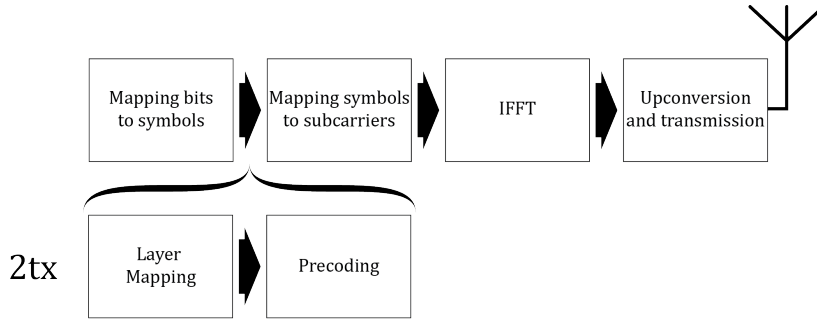 Mapping bits
to symbols
Mapping symbols
to subcarriers
IFFT
Upconversion
and transmission
2tx
Layer
Mapping
Precoding